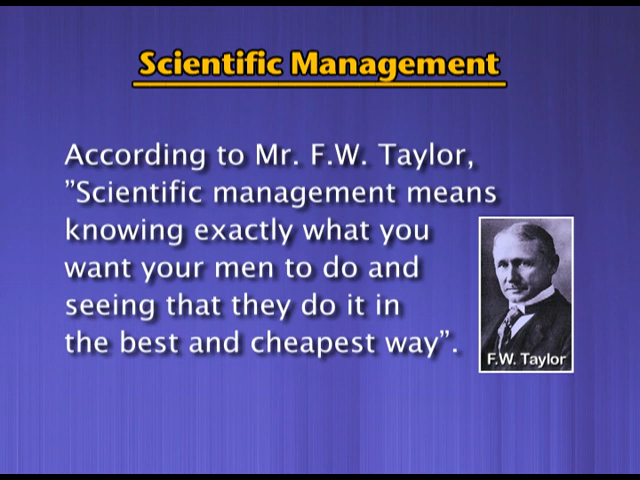 Scientific Management
According to Mr. F.W. Taylor,
”Scientific management means
knowing exactly what you
want your men to do and
seeing that they do it in
the best and cheapest way”.
F.W. Taylor